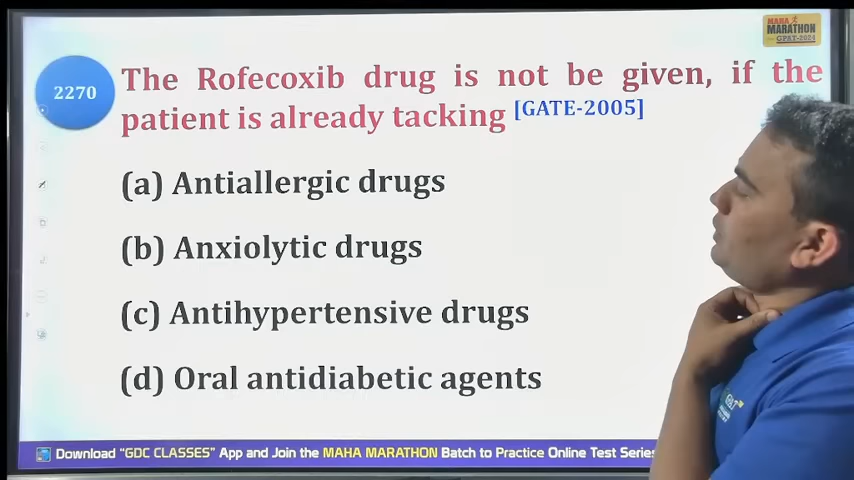 MAHA
MARATHON
GPAT-2024
2270
The Rofecoxib drug is not be given, if the
patient is already tacking [GATE-2005]
(a) Antiallergic drugs
(b) Anxiolytic drugs
(c) Antihypertensive drugs
(d) Oral antidiabetic agents
Download "GDC CLASSES" App and Join the MAHA MARATHON Batch to Practice Online Test Series